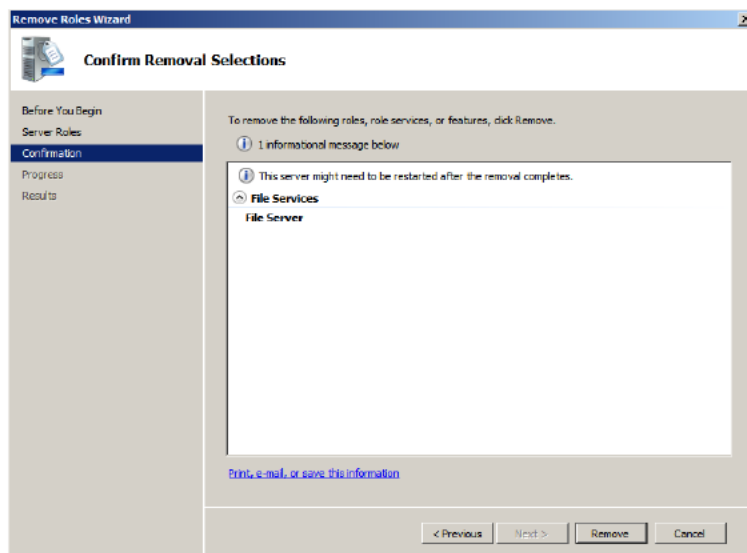 Remove Roles Wizard
Confirm Removal Selections
Before You Begin
Server Roles
Confirmation
Progress
Results
To remove the following roles, role services, or features, click Remove.
1 informational message below
This server might need to be restarted after the removal completes.
File Services
File Server
Print, e-mail, or save this information
< Previous
Next >
Remove
Cancel